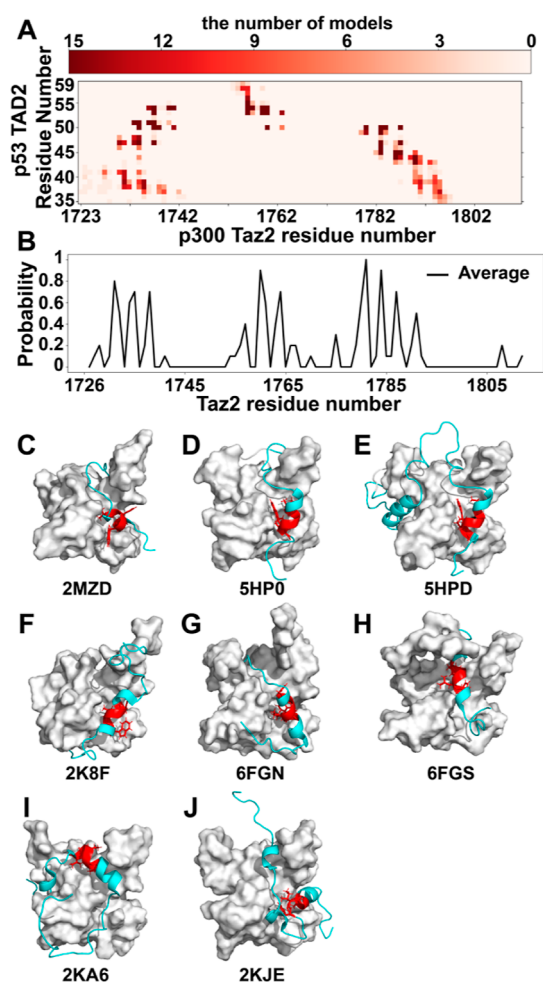 A
the number of models
15 12 9 6 3 0
p53 TAD2
Residue Number
59
55
50
45
40
35
1723 1742 1762 1782 1802
p300 Taz2 residue number
B
Probability
1
0.8
0.6
0.4
0.2
0
Average
1726 1745 1765 1785 1805
Taz2 residue number
C D E
2MZD 5HP0 5HPD
F G H
2K8F 6FGN 6FGS
I J
2KA6 2KJE